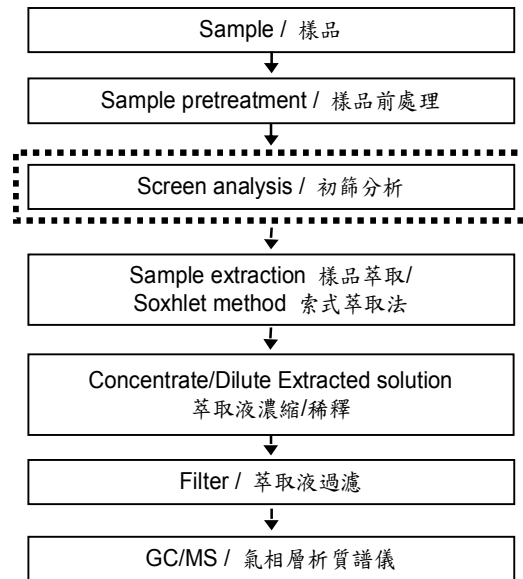 Sample / 樣品
Sample pretreatment / 樣品前處理
Screen analysis / 初篩分析
Sample extraction 樣品萃取/
Soxhlet method 索式萃取法
Concentrate/Dilute Extracted solution
萃取液濃縮/稀釋
Filter / 萃取液過濾
GC/MS / 氣相層析質譜儀